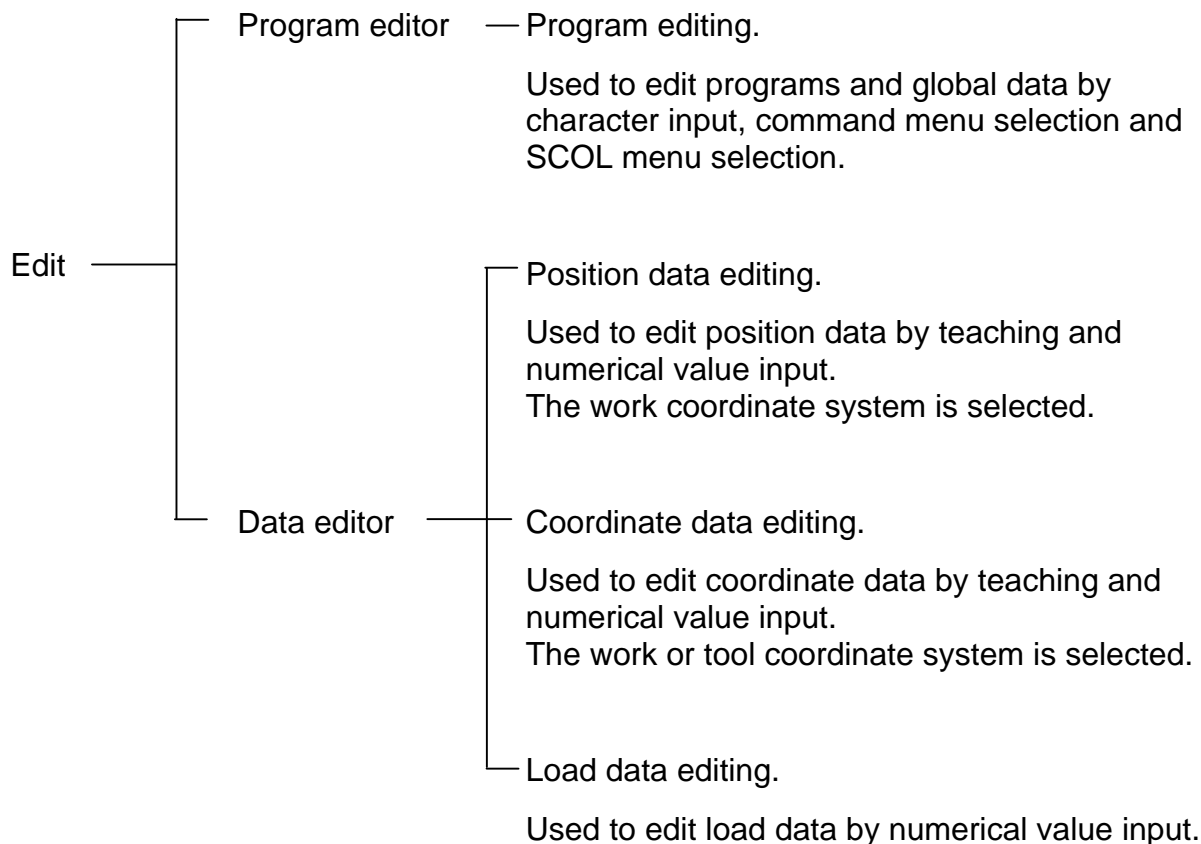 Program editor
Program editing.
Used to edit programs and global data by
character input, command menu selection and
SCOL menu selection.
Edit
Position data editing.
Used to edit position data by teaching and
numerical value input.
The work coordinate system is selected.
Data editor
Coordinate data editing.
Used to edit coordinate data by teaching and
numerical value input.
The work or tool coordinate system is selected.
Load data editing.
Used to edit load data by numerical value input.